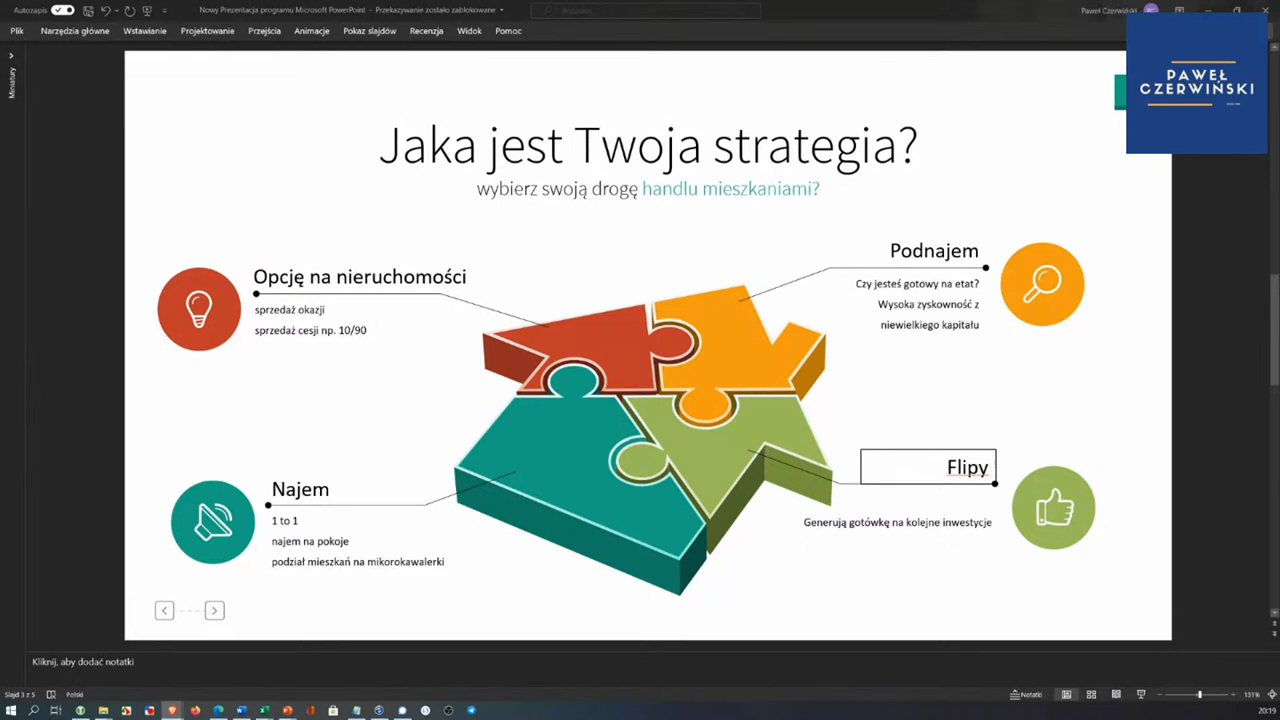 Autozapis
Nowy Prezentacja programu Microsoft PowerPoint - Przekazywanie zostało zablokowane
Paweł Czerwiński
Plik Narzędzia główne Wstawianie Projektowanie Przejścia Animacje Pokaz slajdów Recenzja Widok Pomoc
PAWEŁ
CZERWIŃSKI
Miniatury
Jaka jest Twoja strategia?
wybierz swoją drogę handlu mieszkaniami?
Opcję na nieruchomości
sprzedaż okazji
sprzedaż cesji np. 10/90
Podnajem
Czy jesteś gotowy na etat?
Wysoka zyskowność z
niewielkiego kapitału
Najem
1 to 1
najem na pokoje
podział mieszkań na mikorokawalerki
Flipy
Generują gotówkę na kolejne inwestycje
Kliknij, aby dodać notatki
Slajd 3 z 5 Polski
Notatki 131%
20:19